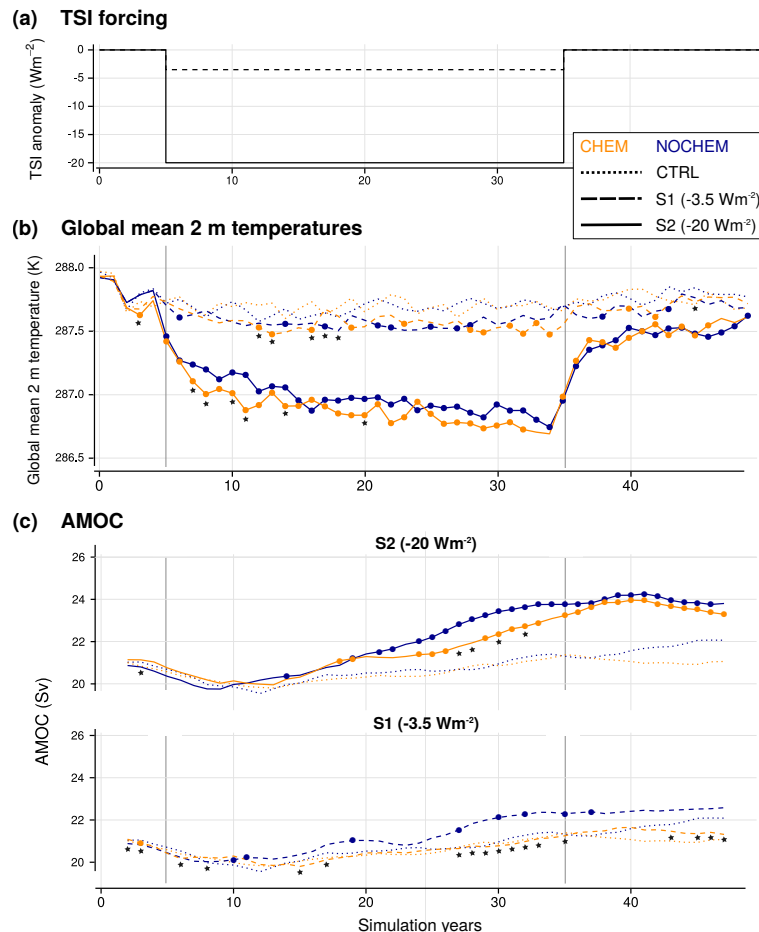 (a) TSI forcing
TSI anomaly (Wm⁻²)
0
-5
-10
-15
-20
0
10
20
30
CHEM NOCHEM
CTRL
S1 (-3.5 Wm⁻²)
S2 (-20 Wm⁻²)
(b) Global mean 2 m temperatures
Global mean 2 m temperature (K)
288.0
287.5
287.0
286.5
0
10
20
30
40
(c) AMOC
AMOC (Sv)
S2 (-20 Wm⁻²)
26
24
22
20
S1 (-3.5 Wm⁻²)
26
24
22
20
0
10
20
30
40
Simulation years